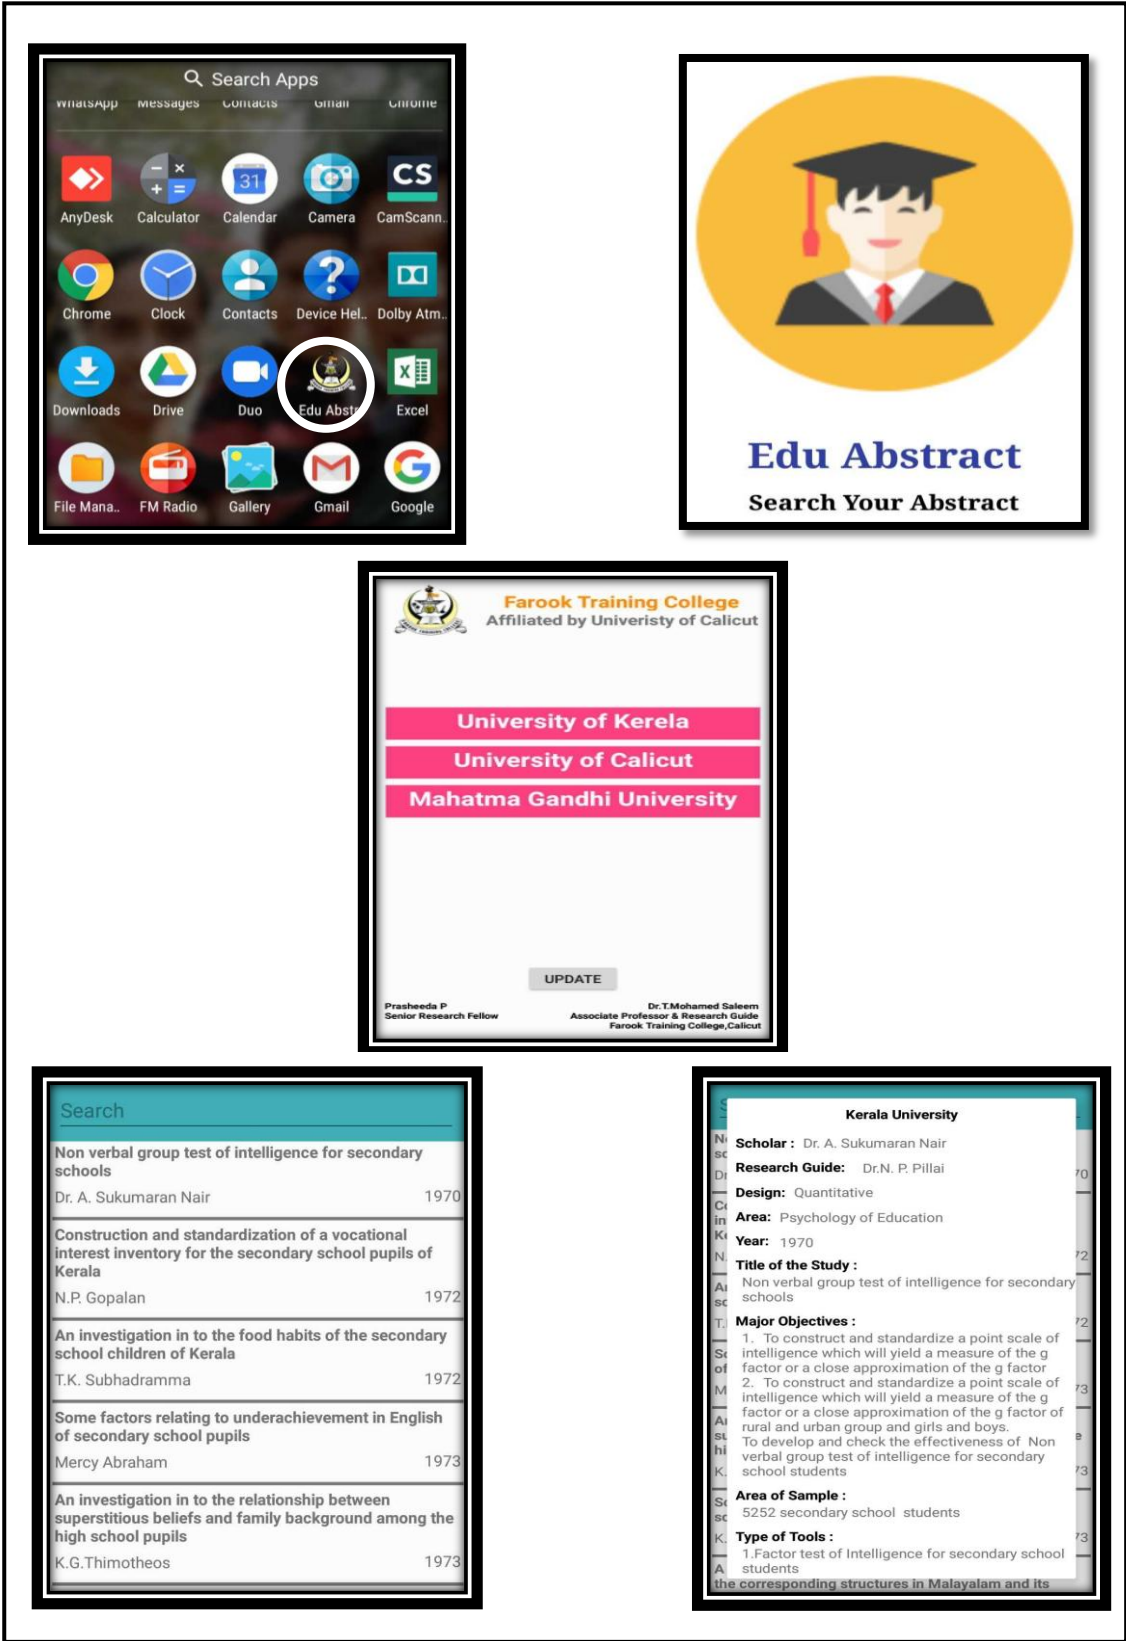 Search Apps
WhatsApp Messages Contacts Gmail Chrome
31
CS
AnyDesk Calculator Calendar Camera CamScann..
Chrome Clock Contacts Device Hel.. Dolby Atm..
Downloads Drive Duo Edu Abstr Excel
File Mana.. FM Radio Gallery Gmail Google
Edu Abstract
Search Your Abstract
Farook Training College
Affiliated by Univeristy of Calicut
University of Kerela
University of Calicut
Mahatma Gandhi University
UPDATE
Prasheeda P
Senior Research Fellow
Dr.T.Mohamed Saleem
Associate Professor & Research Guide
Farook Training College,Calicut
Search
Non verbal group test of intelligence for secondary
schools
Dr. A. Sukumaran Nair 1970
Construction and standardization of a vocational
interest inventory for the secondary school pupils of
Kerala
N.P. Gopalan 1972
An investigation in to the food habits of the secondary
school children of Kerala
T.K. Subhadramma 1972
Some factors relating to underachievement in English
of secondary school pupils
Mercy Abraham 1973
An investigation in to the relationship between
superstitious beliefs and family background among the
high school pupils
K.G.Thimotheos 1973
Kerala University
Scholar : Dr. A. Sukumaran Nair
Research Guide: Dr.N. P. Pillai
Design: Quantitative
Area: Psychology of Education
Year: 1970
Title of the Study :
Non verbal group test of intelligence for secondary
schools
Major Objectives :
1. To construct and standardize a point scale of
intelligence which will yield a measure of the g
factor or a close approximation of the g factor
2. To construct and standardize a point scale of
intelligence which will yield a measure of the g
factor or a close approximation of the g factor of
rural and urban group and girls and boys.
To develop and check the effectiveness of Non
verbal group test of intelligence for secondary
school students
Area of Sample :
5252 secondary school students
Type of Tools :
1.Factor test of Intelligence for secondary school
students
the corresponding structures in Malayalam and its